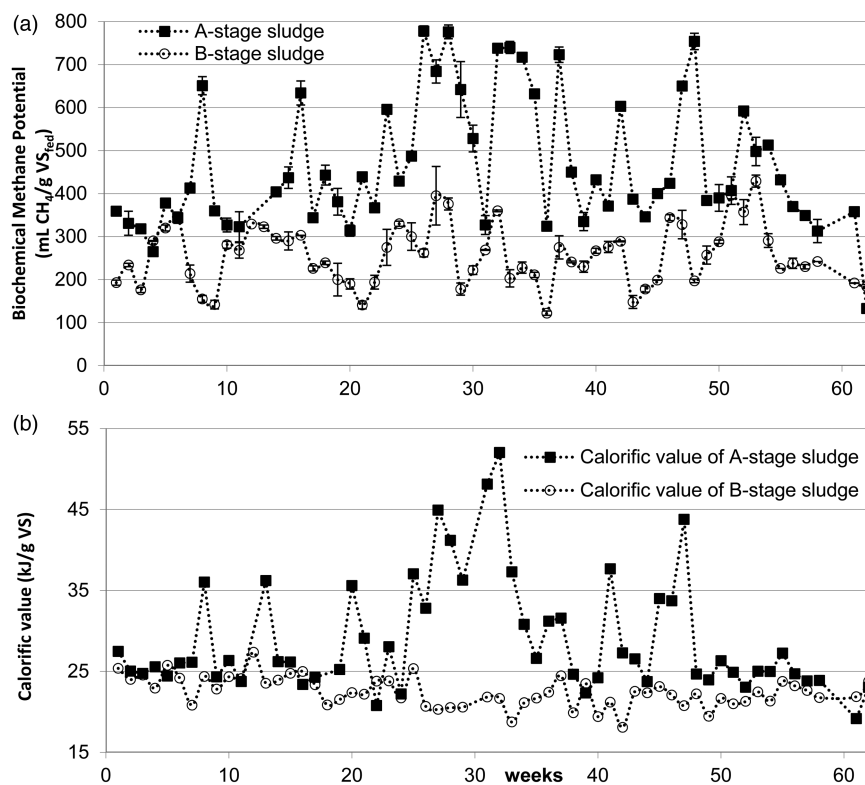 (a)
A-stage sludge
B-stage sludge
Biochemical Methane Potential
(mL CH4/g VSfed)
800
700
600
500
400
300
200
100
0
0 10 20 30 40 50 60
(b)
Calorific value of A-stage sludge
Calorific value of B-stage sludge
Calorific value (kJ/g VS)
55
45
35
25
15
0 10 20 30 weeks 40 50 60